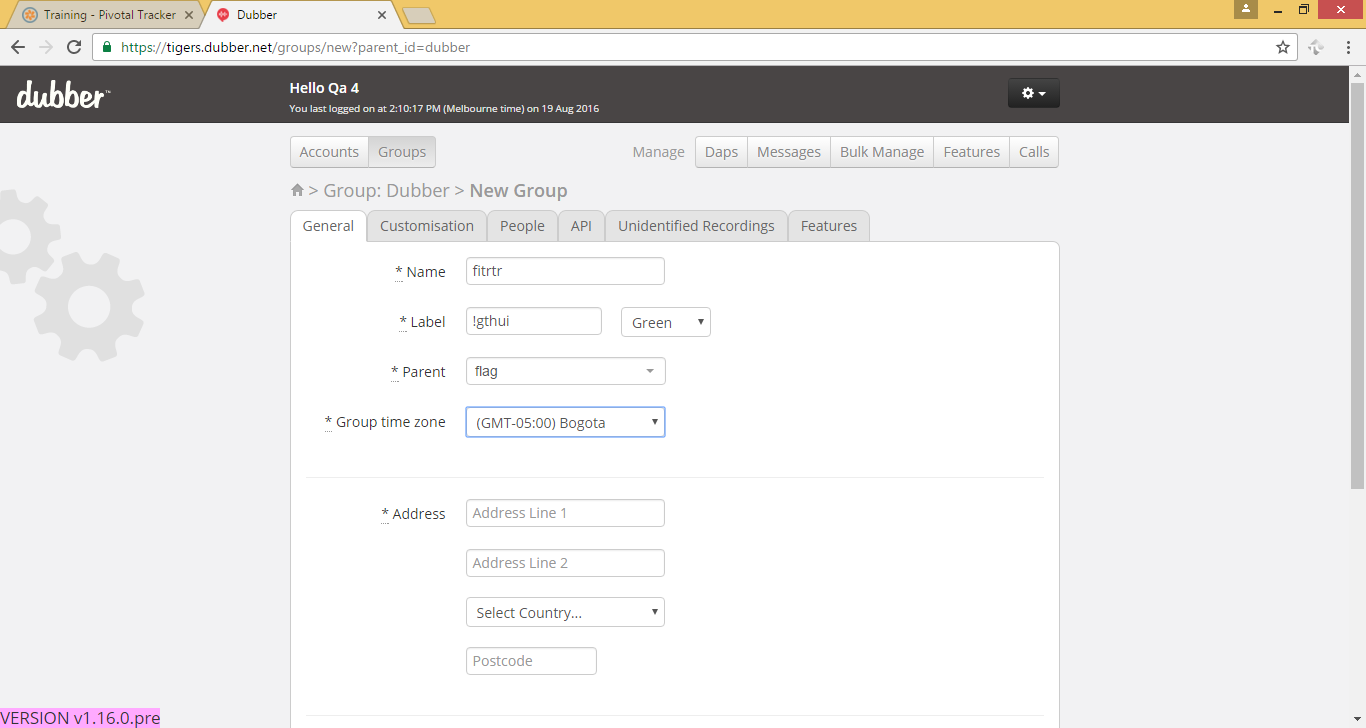 Training - Pivotal Tracker
Dubber
https://tigers.dubber.net/groups/new?parent_id=dubber
dubber™
Hello Qa 4
You last logged on at 2:10:17 PM (Melbourne time) on 19 Aug 2016
Accounts Groups Manage Daps Messages Bulk Manage Features Calls
> Group: Dubber > New Group
General Customisation People API Unidentified Recordings Features
* Name fitrtr
* Label !gthui Green
* Parent flag
* Group time zone (GMT-05:00) Bogota
* Address Address Line 1
Address Line 2
Select Country...
Postcode
VERSION v1.16.0.pre